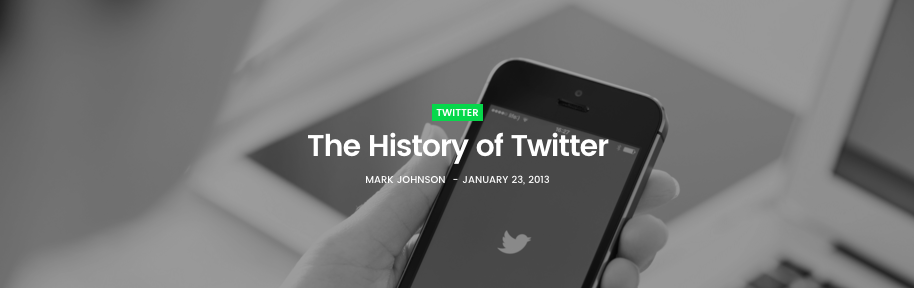 TWITTER
The History of Twitter
MARK JOHNSON - JANUARY 23, 2013